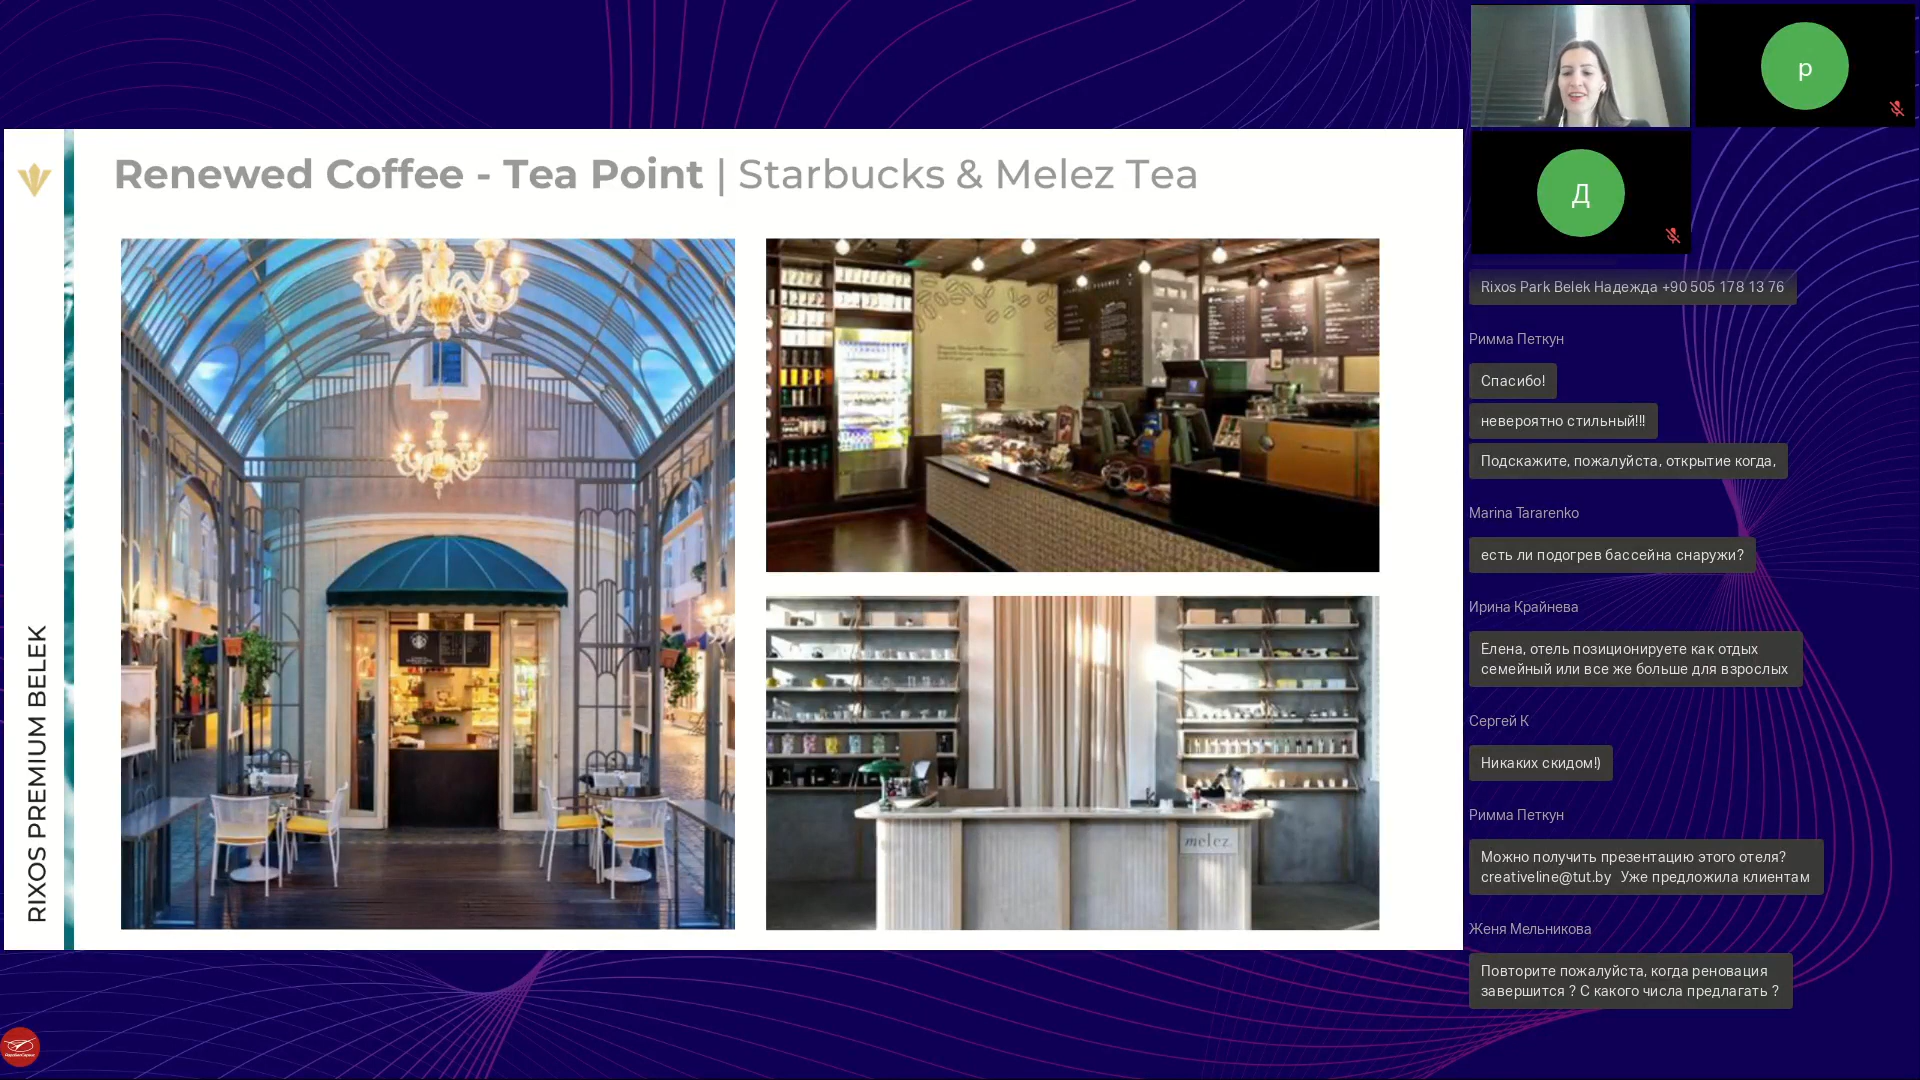 Renewed Coffee - Tea Point | Starbucks & Melez Tea
RIXOS PREMIUM BELEK
melez.
р
Д
Rixos Park Belek Надежда +90 505 178 13 76
Римма Петкун
Спасибо!
невероятно стильный!!!
Подскажите, пожалуйста, открытие когда,
Marina Tararenko
есть ли подогрев бассейна снаружи?
Ирина Крайнева
Елена, отель позиционируете как отдых
семейный или все же больше для взрослых
Сергей К
Никаких скидом!)
Римма Петкун
Можно получить презентацию этого отеля?
creativeline@tut.by Уже предложила клиентам
Женя Мельникова
Повторите пожалуйста, когда реновация
завершится ? С какого числа предлагать ?